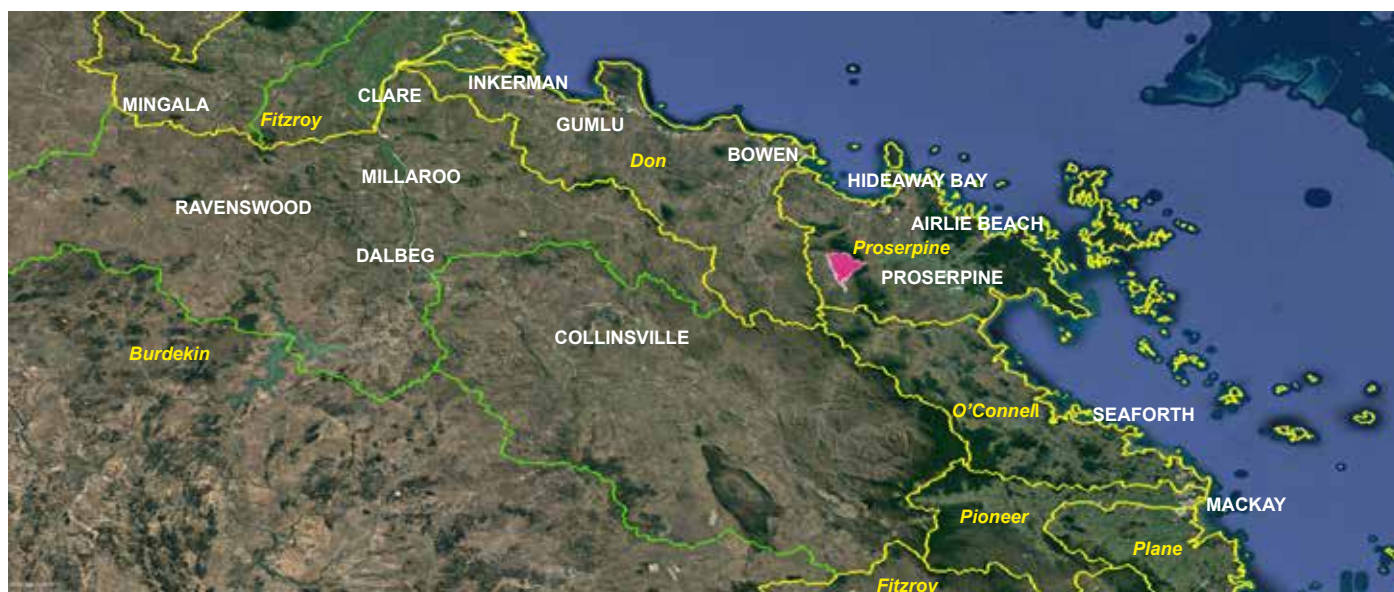 INKERMAN
CLARE
MINGALA
Fitzroy
GUMLU
Don
BOWEN
MILLAROO
HIDEAWAY BAY
RAVENSWOOD
AIRLIE BEACH
Proserpine
DALBEG
PROSERPINE
COLLINSVILLE
Burdekin
O'Connell
SEAFORTH
MACKAY
Pioneer
Plane
Fitzroy